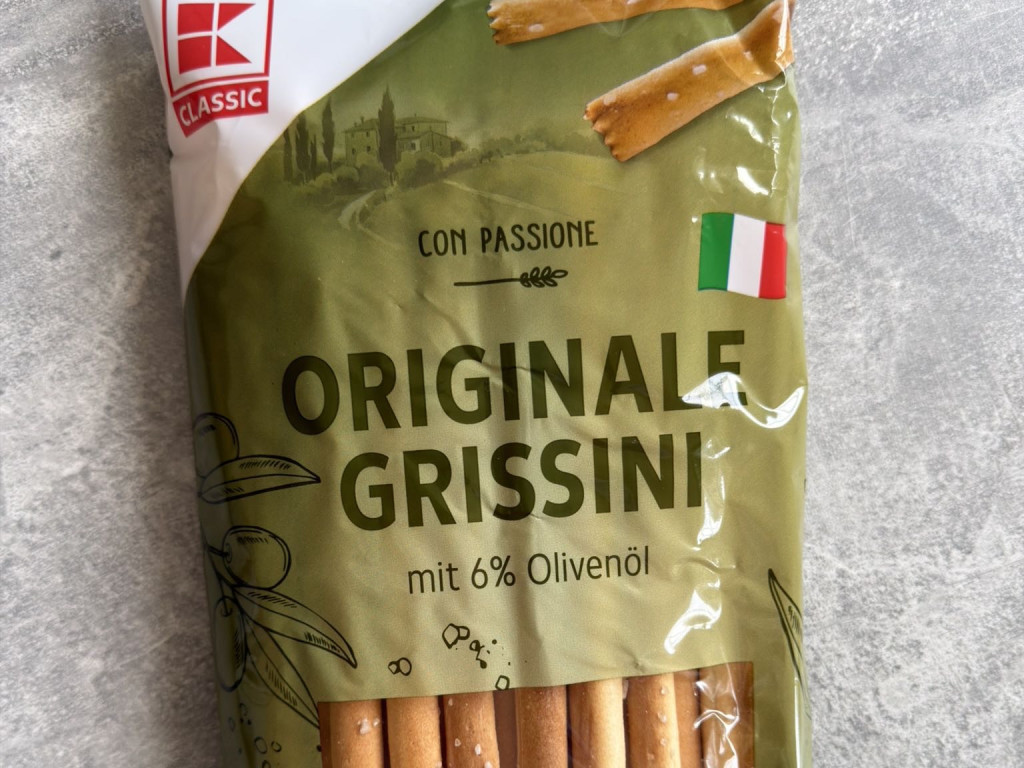 CLASSIC
CON PASSIONE
ORIGINALE
GRISSINI
mit 6% Olivenöl